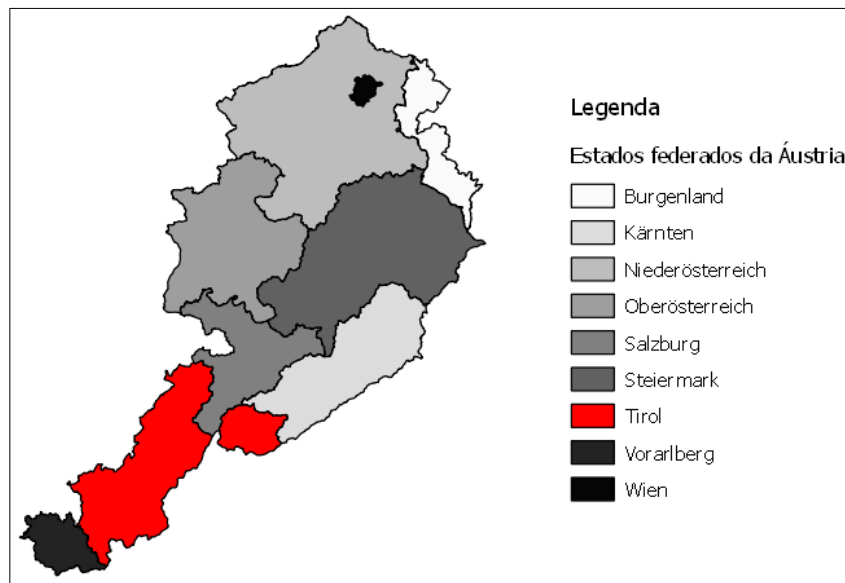 Legenda
Estados federados da Áustria
Burgenland
Kärnten
Niederösterreich
Oberösterreich
Salzburg
Steiermark
Tirol
Vorarlberg
Wien